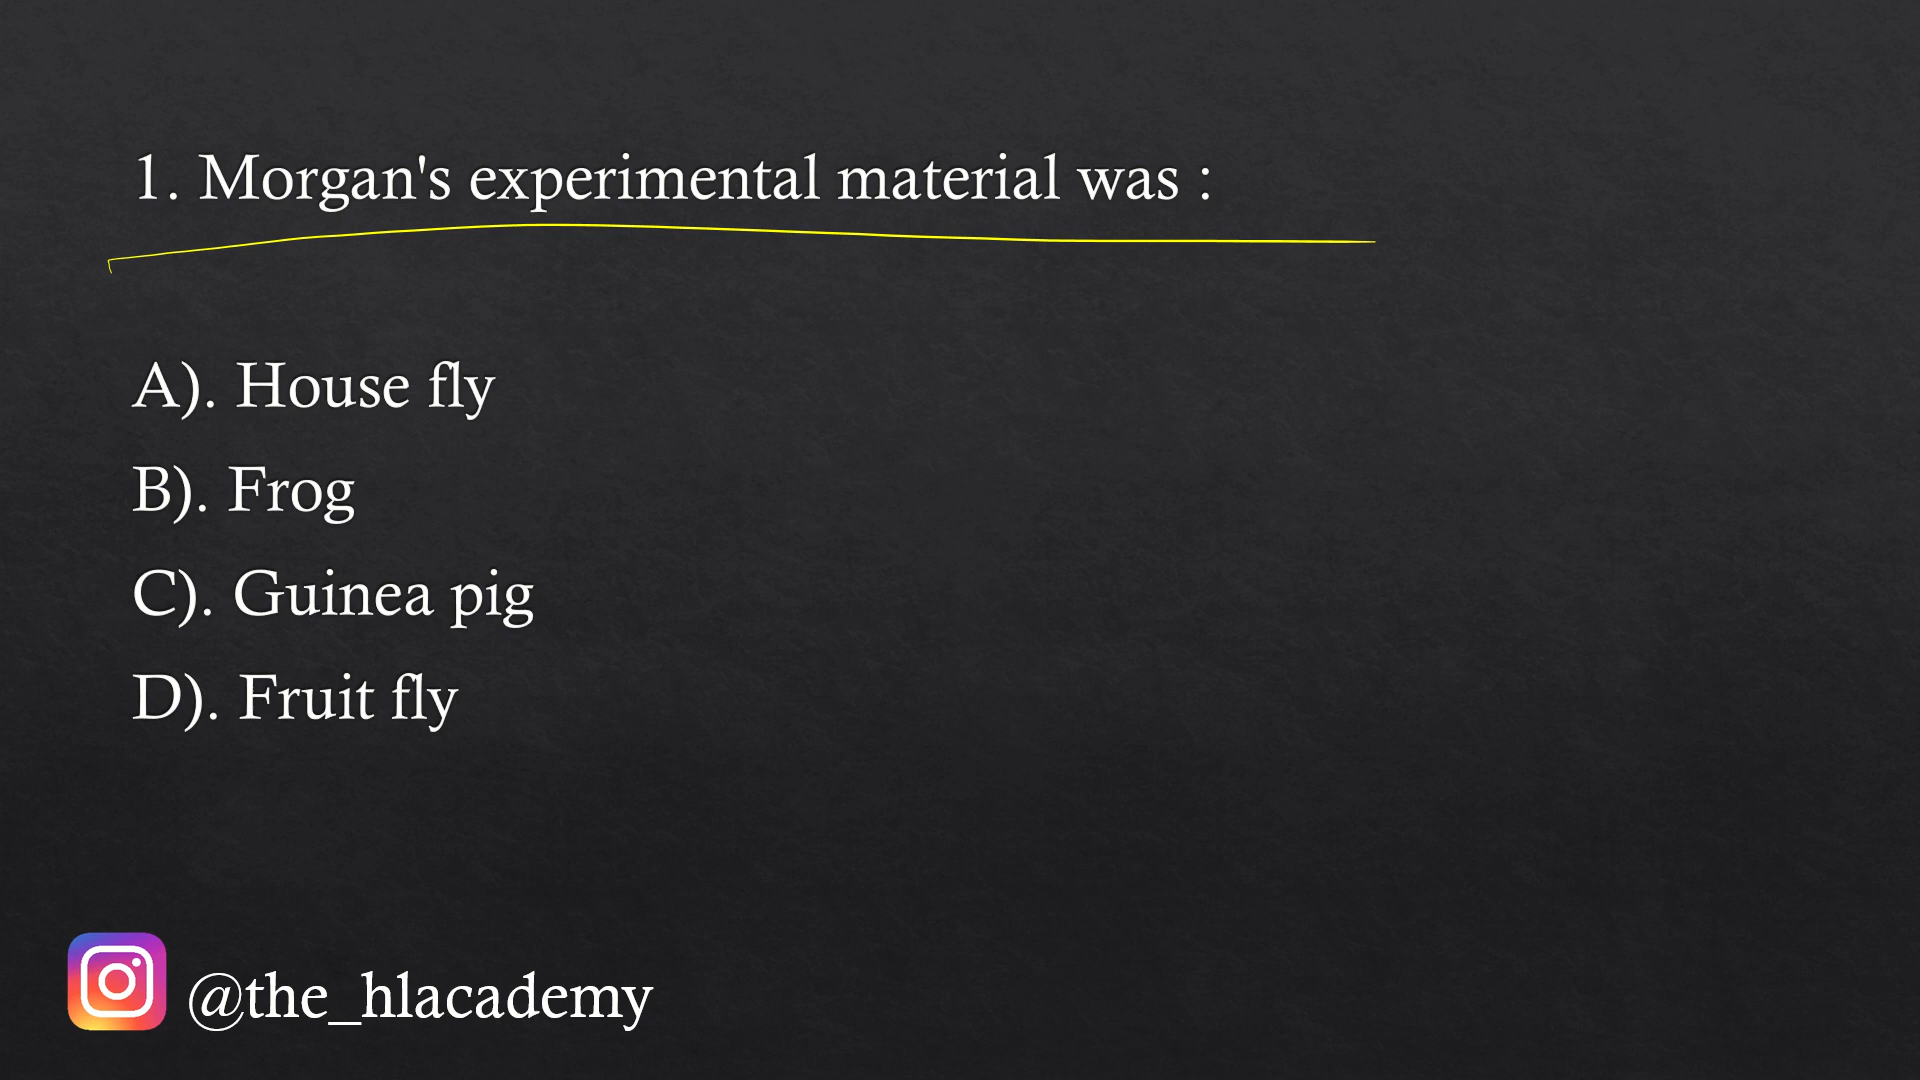 1. Morgan's experimental material was :
A). House fly
B). Frog
C). Guinea pig
D). Fruit fly
@the_hlacademy